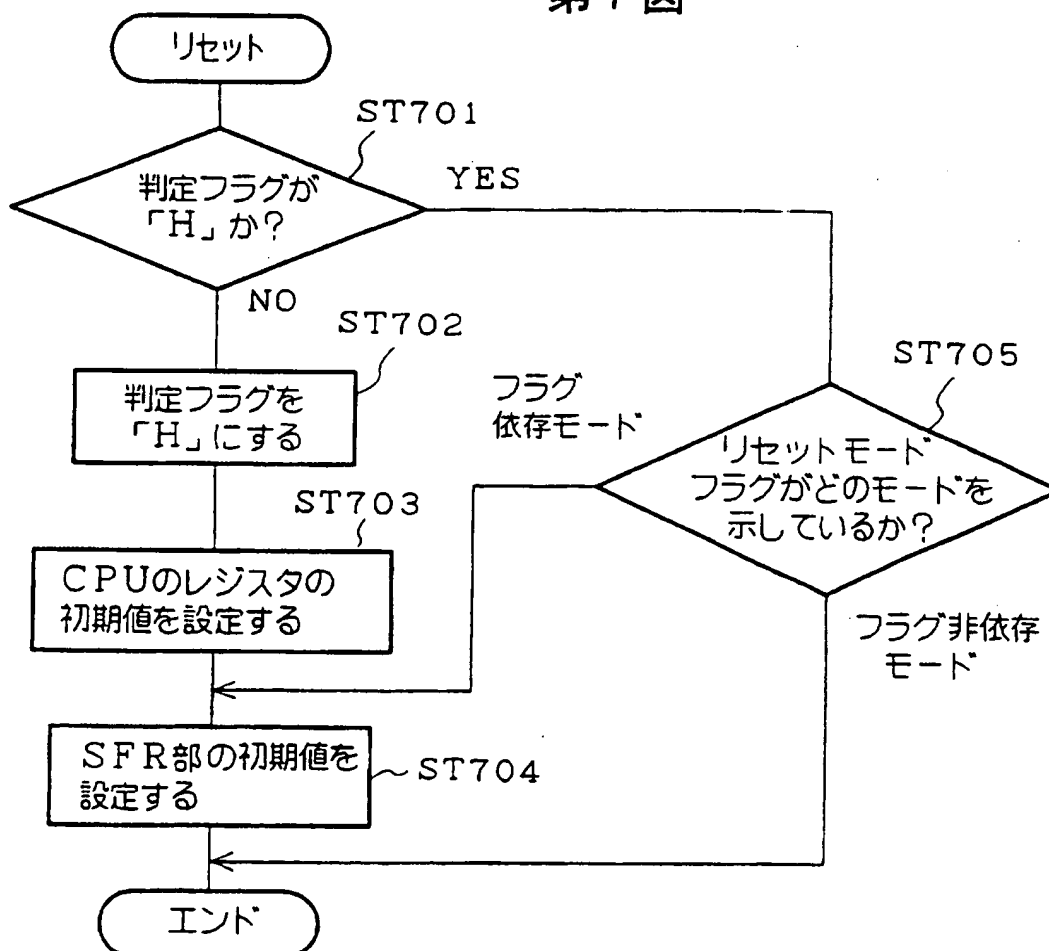 第7図
リセット
ST701
判定フラグが
「H」か?
YES
NO
ST702
判定フラグを
「H」にする
ST703
CPUのレジスタの
初期値を設定する
SFR部の初期値を
設定する
ST704
エンド
フラグ
依存モード
ST705
リセットモード
フラグがどのモードを
示しているか?
フラグ非依存
モード